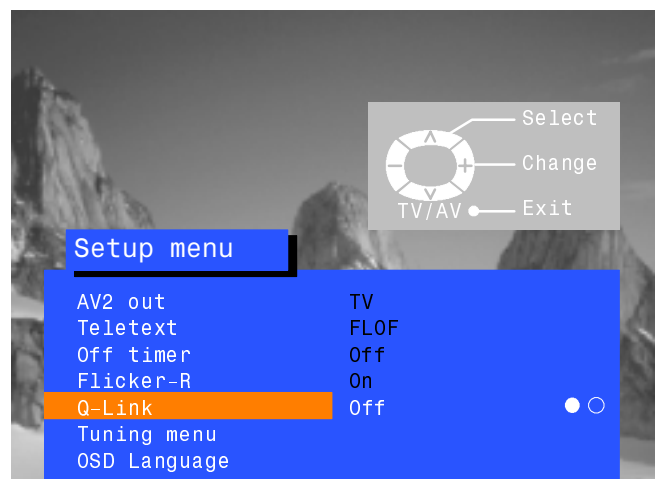 Select
Change
TV/AV Exit
Setup menu
AV2 out TV
Teletext FLOF
Off timer Off
Flicker-R On
Q-Link Off
Tuning menu
OSD Language